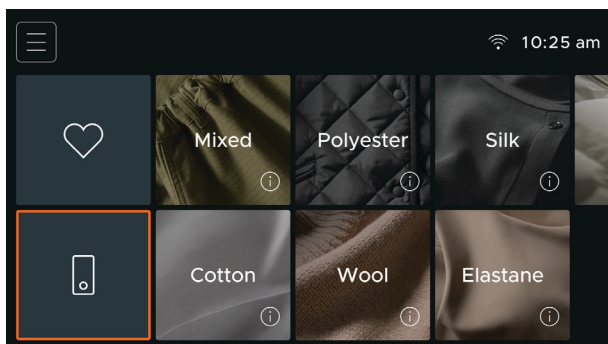 10:25 am
Mixed
Polyester
Silk
Cotton
Wool
Elastane